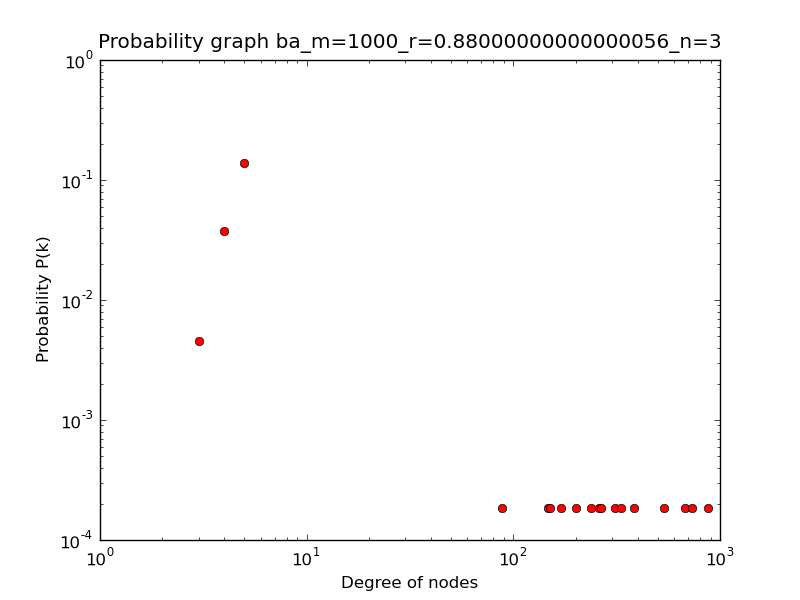 Probability graph ba_m=1000_r=0.88000000000000056_n=3
10^0
10^-1
10^-2
10^-3
10^-4
Probability P(k)
10^0 10^1 10^2 10^3
Degree of nodes